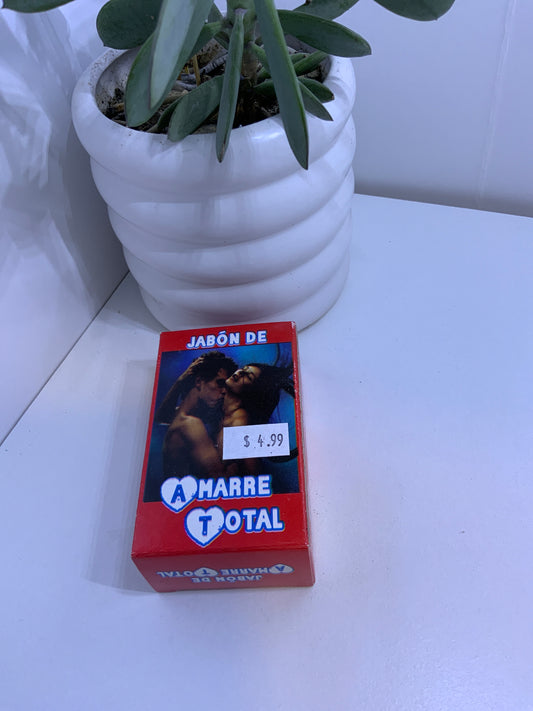 JABÓN DE
$ 4.99
AMARRE
TOTAL
JABÓN DE
AMARRE TOTAL